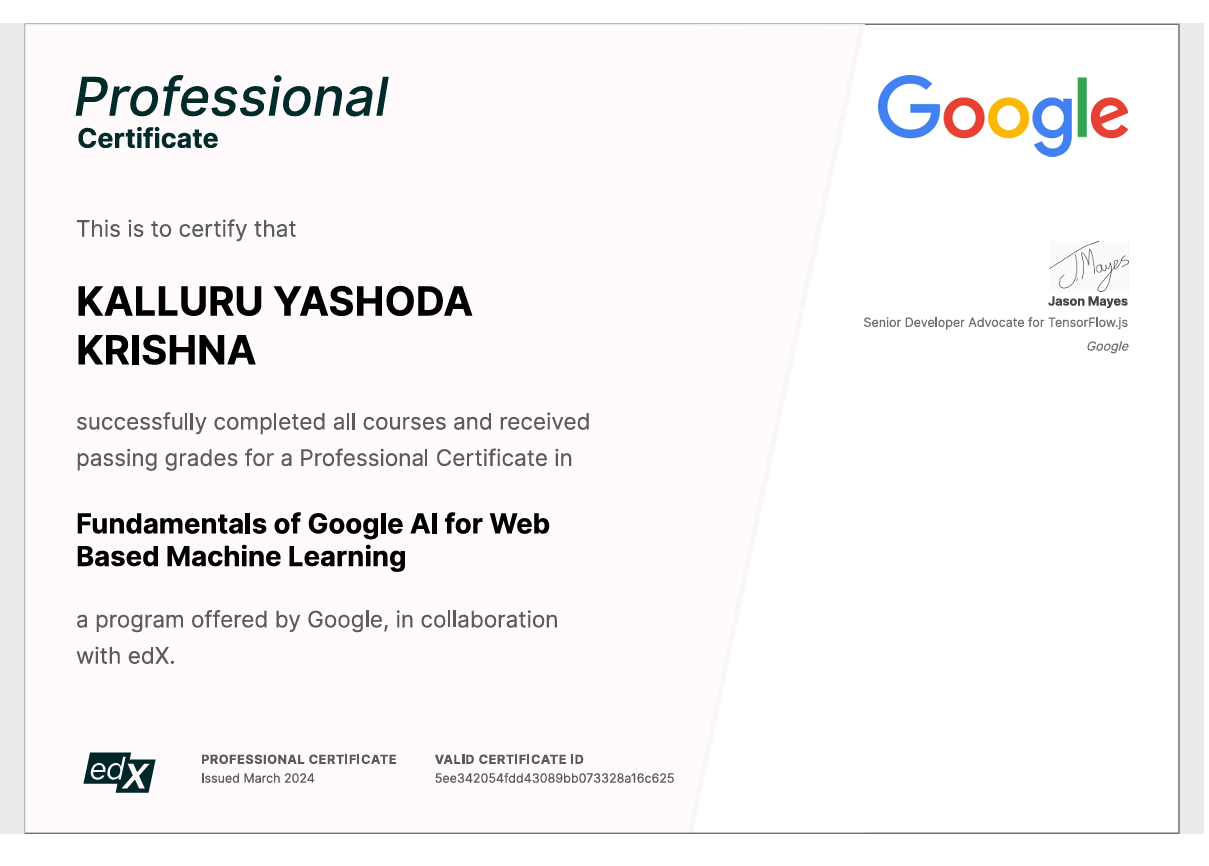 Professional
Certificate
Google
This is to certify that
KALLURU YASHODA
KRISHNA
successfully completed all courses and received
passing grades for a Professional Certificate in
Fundamentals of Google AI for Web
Based Machine Learning
a program offered by Google, in collaboration
with edX.
J.Mayes
Jason Mayes
Senior Developer Advocate for TensorFlow.js
Google
edX
PROFESSIONAL CERTIFICATE
Issued March 2024
VALID CERTIFICATE ID
5ee342054fdd43089bb073328a16c625